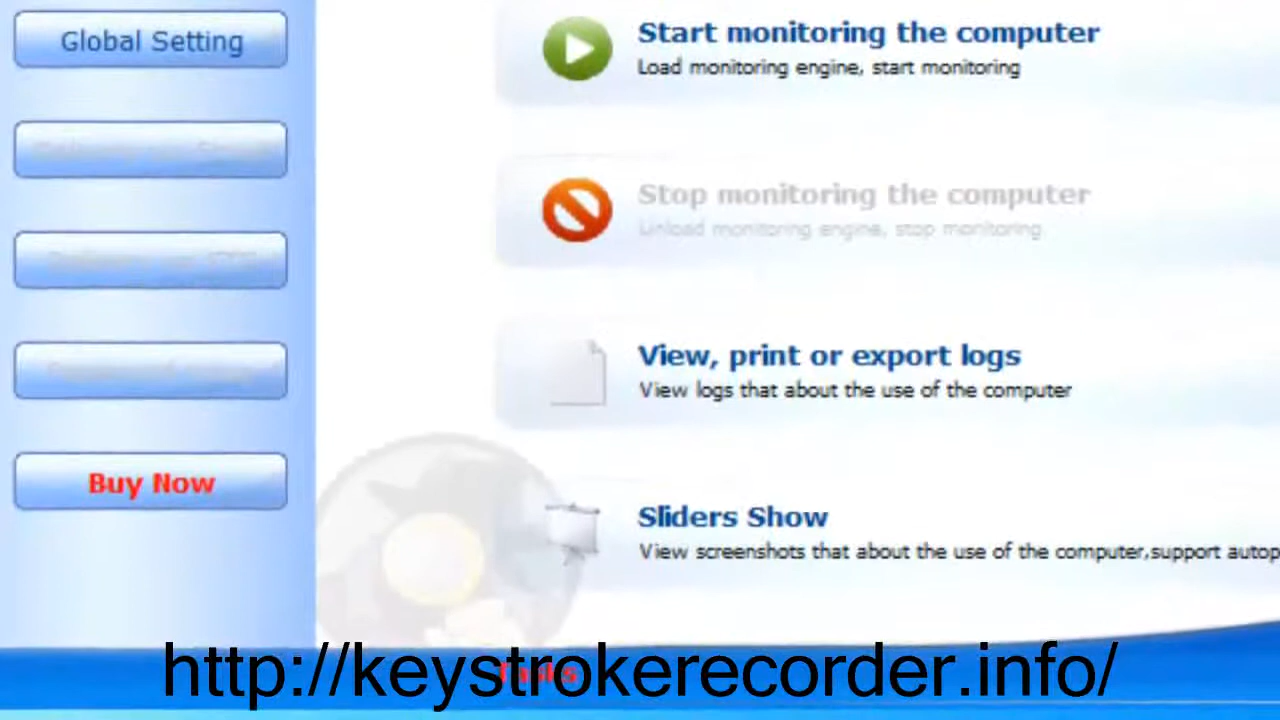 Global Setting
Buy Now
Start monitoring the computer
Load monitoring engine, start monitoring
Stop monitoring the computer
Unload monitoring engine, stop monitoring
View, print or export logs
View logs that about the use of the computer
Sliders Show
View screenshots that about the use of the computer,support autop
http://keystrokerecorder.info/